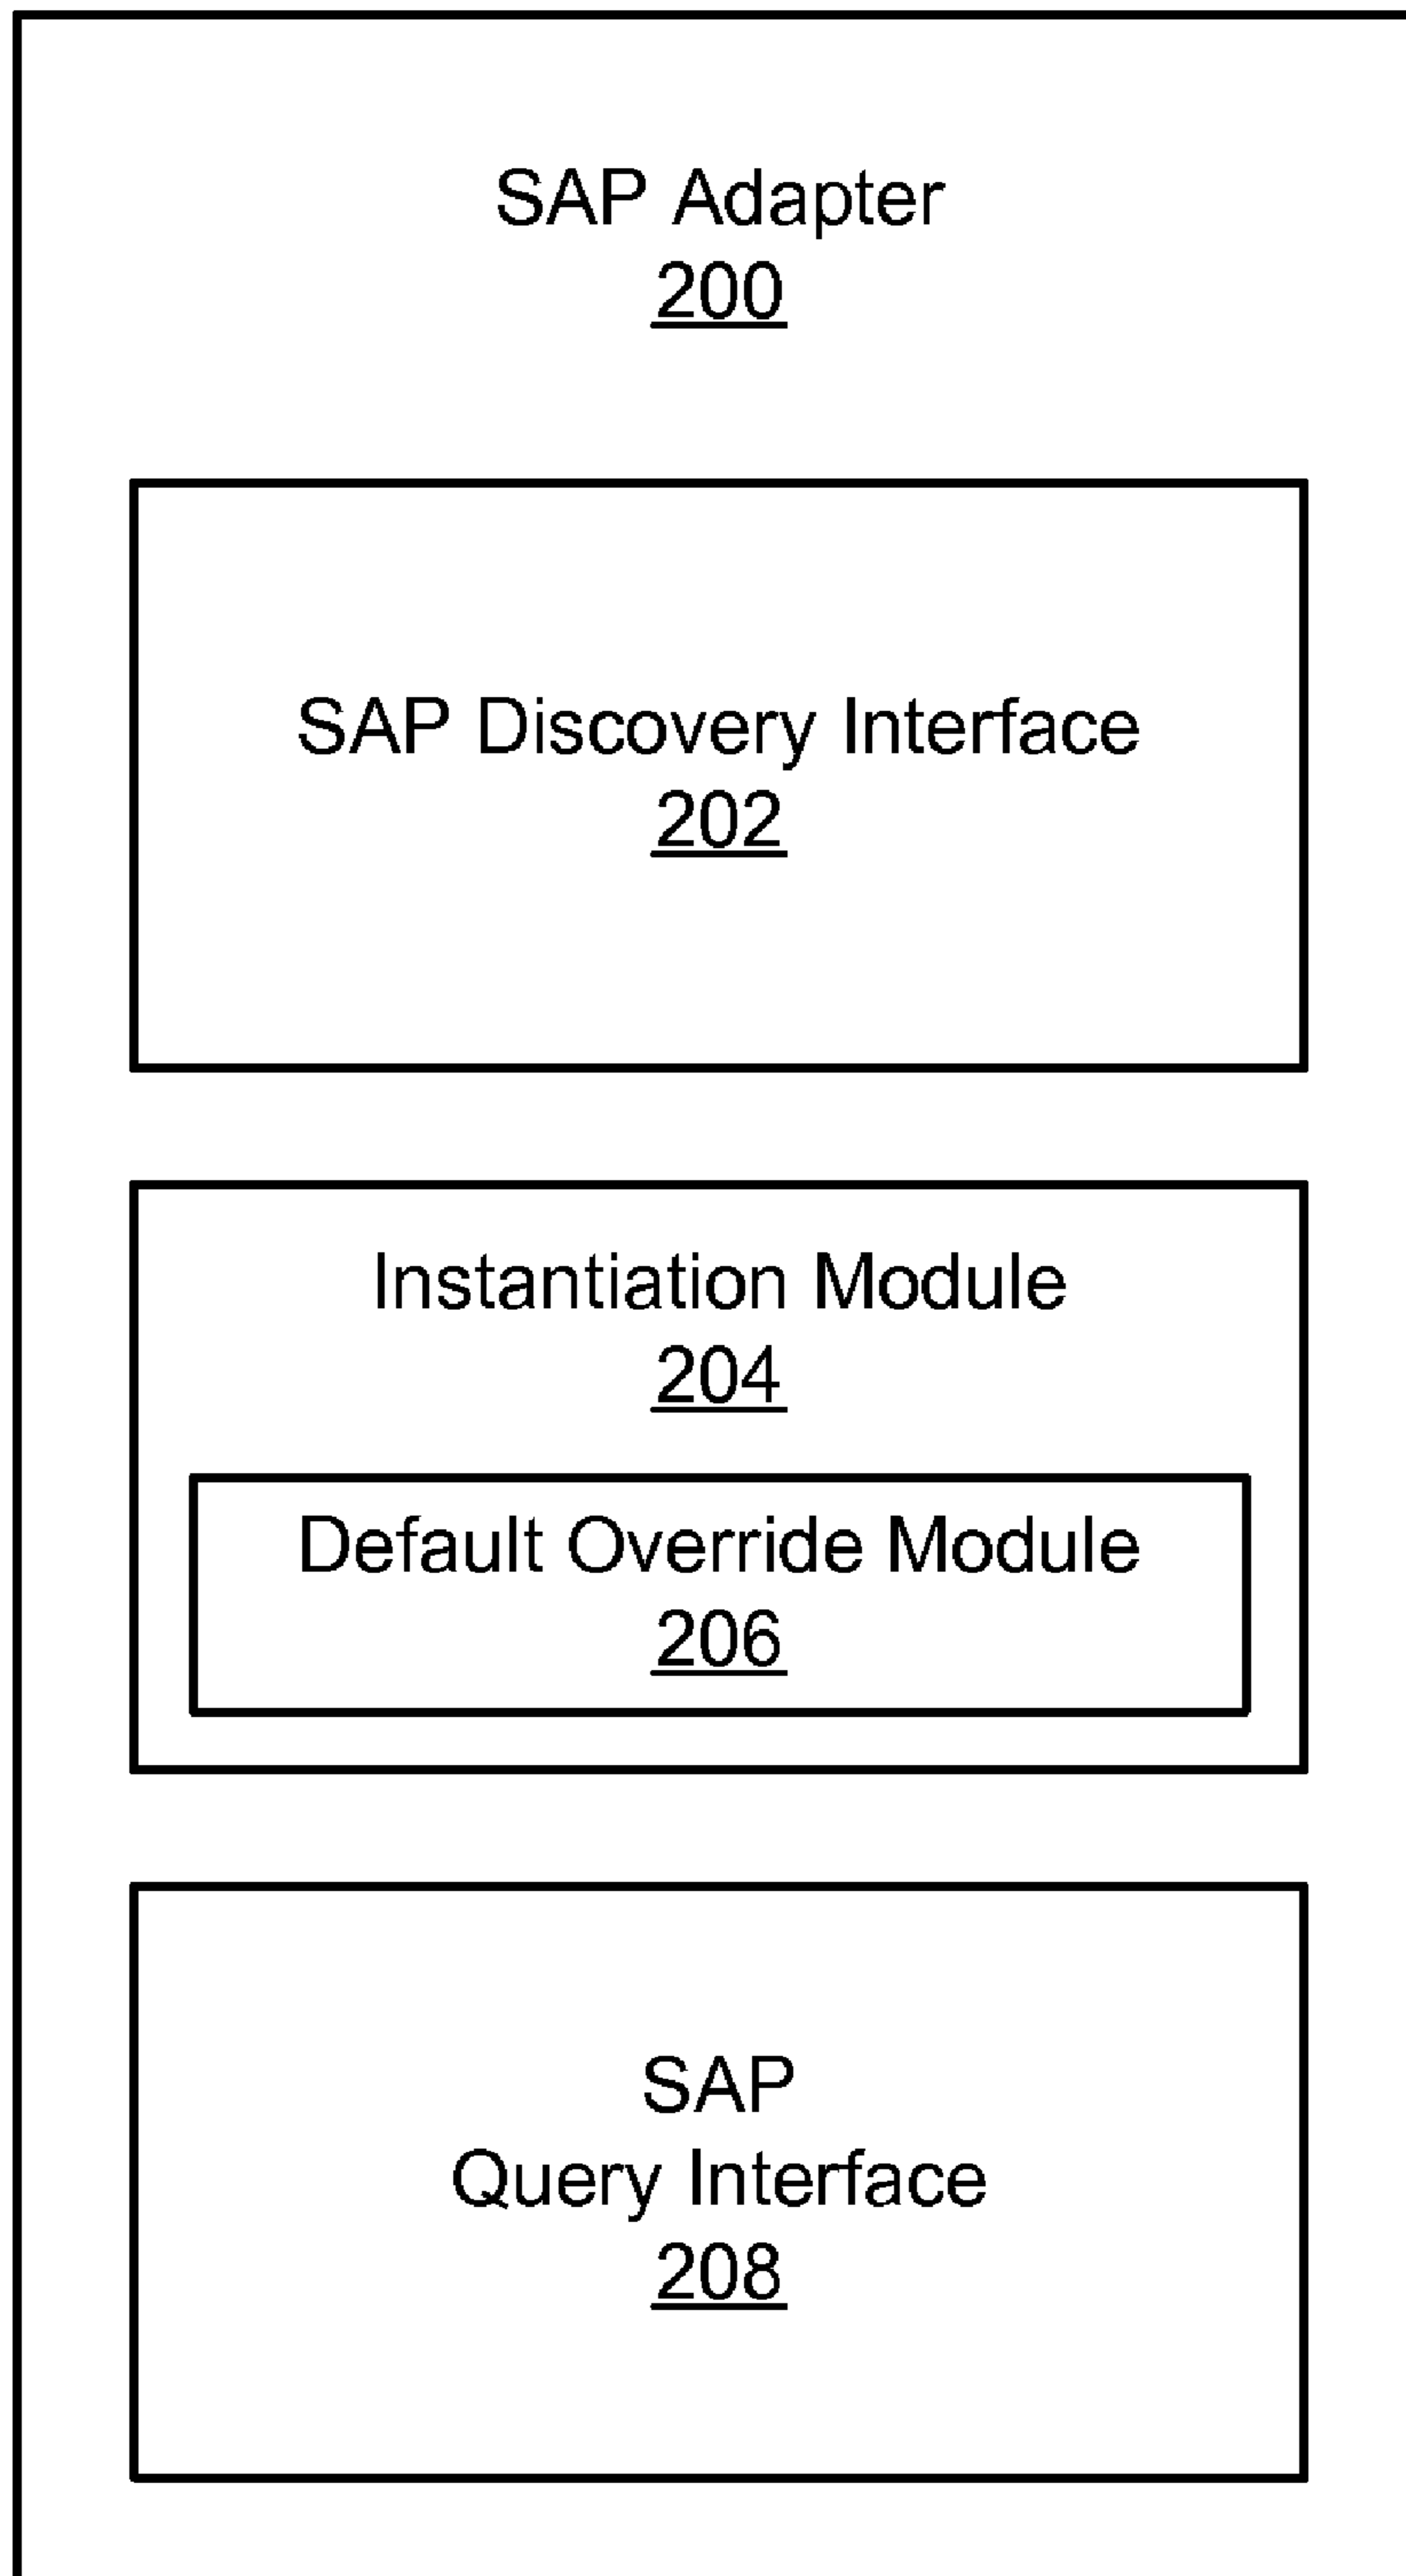 SAP Adapter
200
SAP Discovery Interface
202
Instantiation Module
204
Default Override Module
206
SAP
Query Interface
208